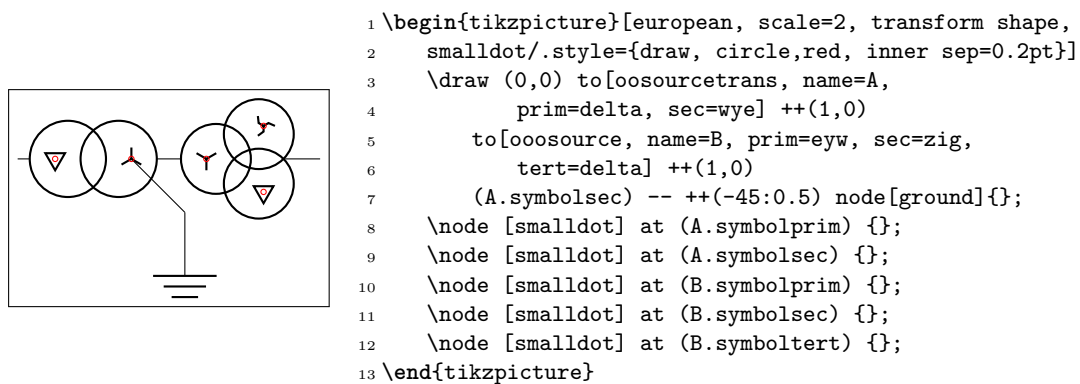 1 \begin{tikzpicture}[european, scale=2, transform shape,
2 smalldot/.style={draw, circle,red, inner sep=0.2pt}]
3 \draw (0,0) to[oosourcetrans, name=A,
4 prim=delta, sec=wye] ++(1,0)
5 to[ooosource, name=B, prim=eyw, sec=zig,
6 tert=delta] ++(1,0)
7 (A.symbolsec) -- ++(-45:0.5) node[ground]{};
8 \node [smalldot] at (A.symbolprim) {};
9 \node [smalldot] at (A.symbolsec) {};
10 \node [smalldot] at (B.symbolprim) {};
11 \node [smalldot] at (B.symbolsec) {};
12 \node [smalldot] at (B.symboltert) {};
13 \end{tikzpicture}